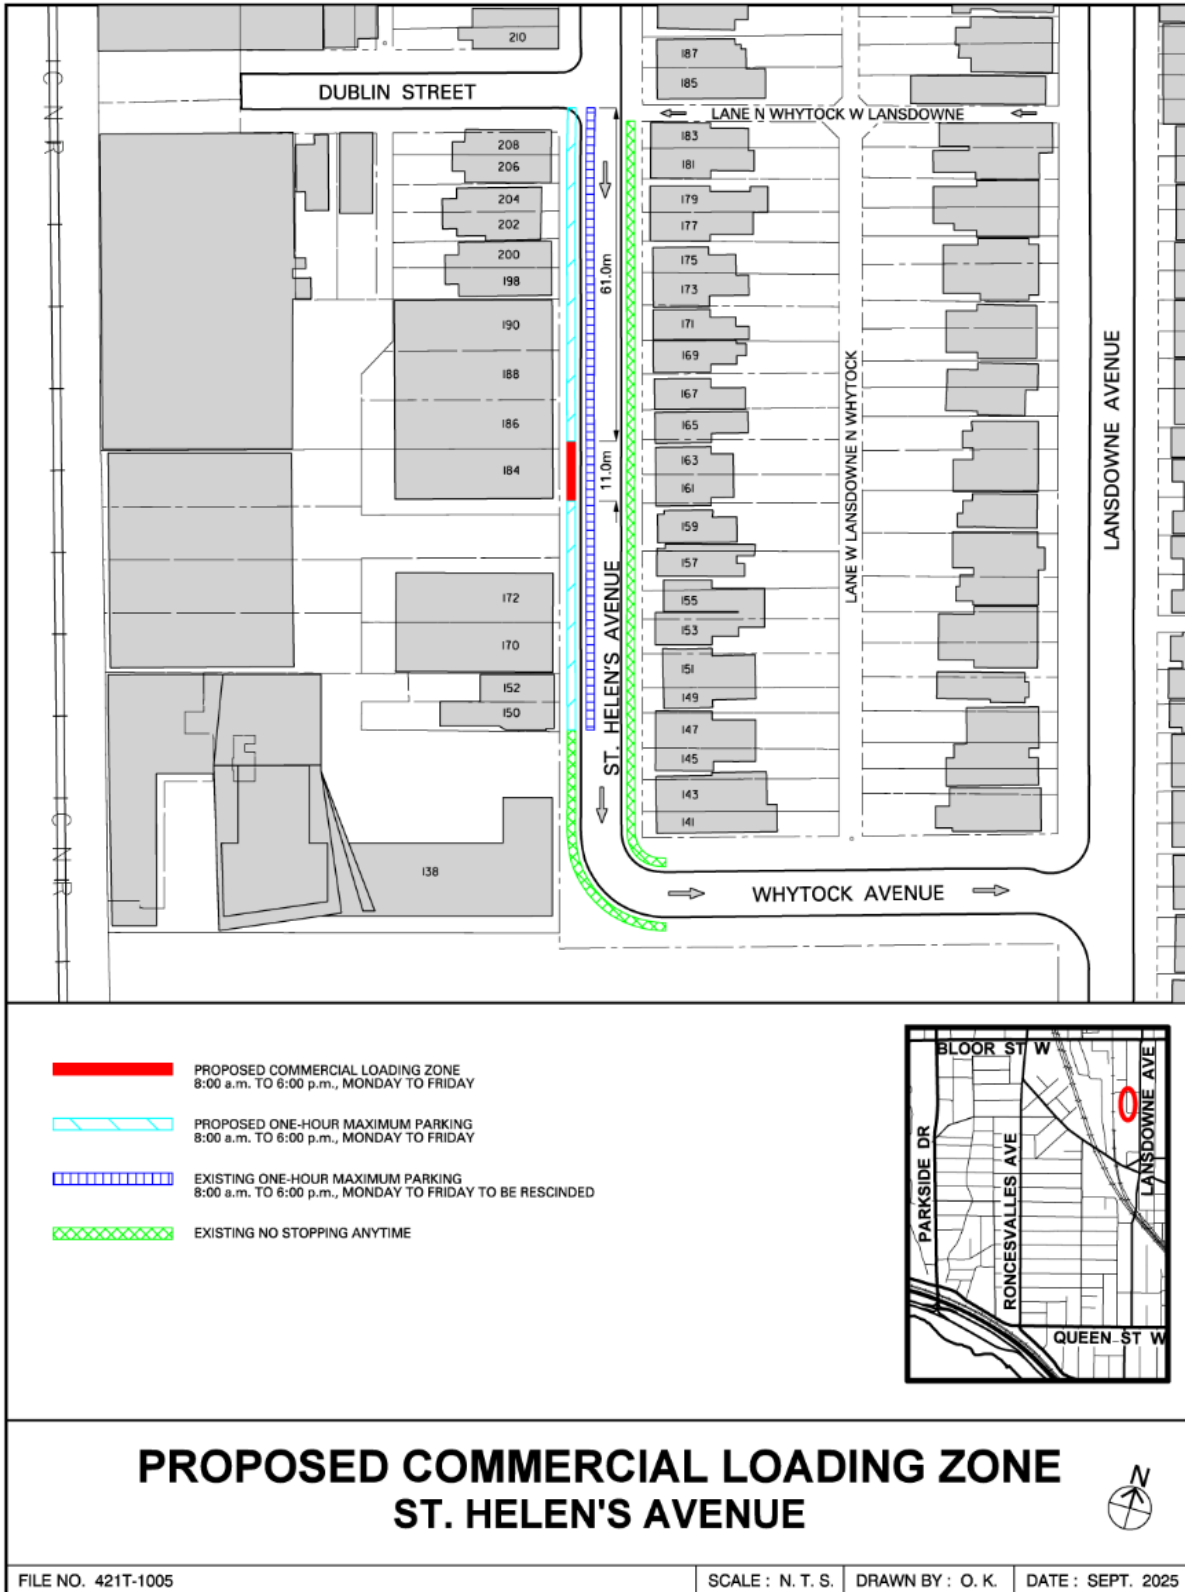 210
187
185
DUBLIN STREET
LANE N WHYTOCK W LANSDOWNE
C N R
208
206
204
202
200
198
190
188
186
184
172
170
152
150
138
61.0m
11.0m
ST. HELEN'S AVENUE
183
181
179
177
175
173
171
169
167
165
163
161
159
157
155
153
151
149
147
145
143
141
LANE W LANSDOWNE N WHYTOCK
LANSDOWNE AVENUE
WHYTOCK AVENUE
C N R
PROPOSED COMMERCIAL LOADING ZONE
8:00 a.m. TO 6:00 p.m., MONDAY TO FRIDAY
PROPOSED ONE-HOUR MAXIMUM PARKING
8:00 a.m. TO 6:00 p.m., MONDAY TO FRIDAY
EXISTING ONE-HOUR MAXIMUM PARKING
8:00 a.m. TO 6:00 p.m., MONDAY TO FRIDAY TO BE RESCINDED
EXISTING NO STOPPING ANYTIME
BLOOR ST W
PARKSIDE DR
RONCESVALLES AVE
LANSDOWNE AVE
QUEEN ST W
PROPOSED COMMERCIAL LOADING ZONE
ST. HELEN'S AVENUE
N
FILE NO. 421T-1005
SCALE : N. T. S.
DRAWN BY : O. K.
DATE : SEPT. 2025